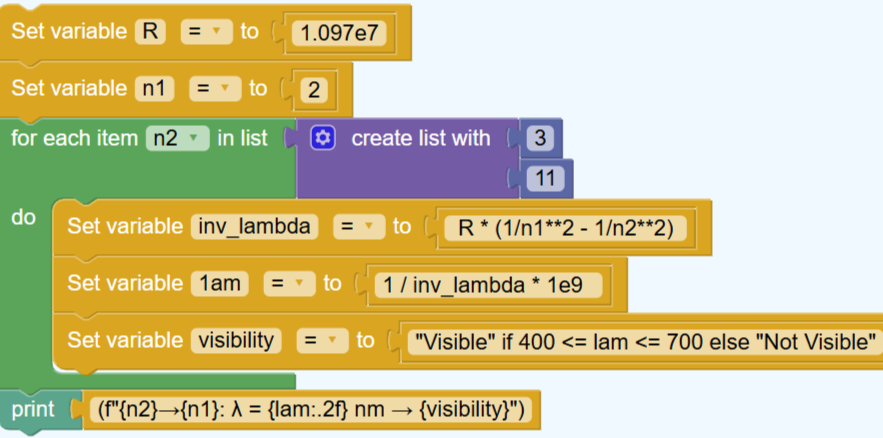 Set variable R = to 1.097e7
Set variable n1 = to 2
for each item n2 in list create list with 3
11
do
Set variable inv_lambda = to R * (1/n1**2 - 1/n2**2)
Set variable 1am = to 1 / inv_lambda * 1e9
Set variable visibility = to "Visible" if 400 <= lam <= 700 else "Not Visible"
print (f"{n2}→{n1}: λ = {lam:.2f} nm → {visibility}")